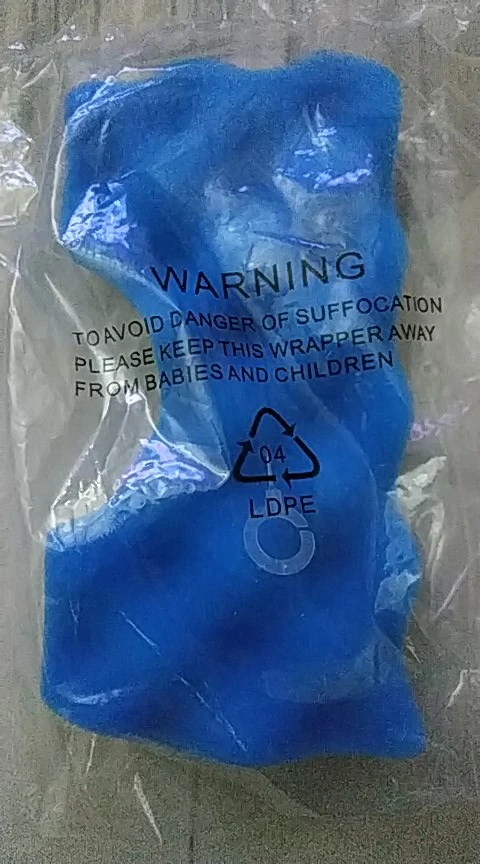 WARNING
TO AVOID DANGER OF SUFFOCATION
PLEASE KEEP THIS WRAPPER AWAY
FROM BABIES AND CHILDREN
04
LDPE